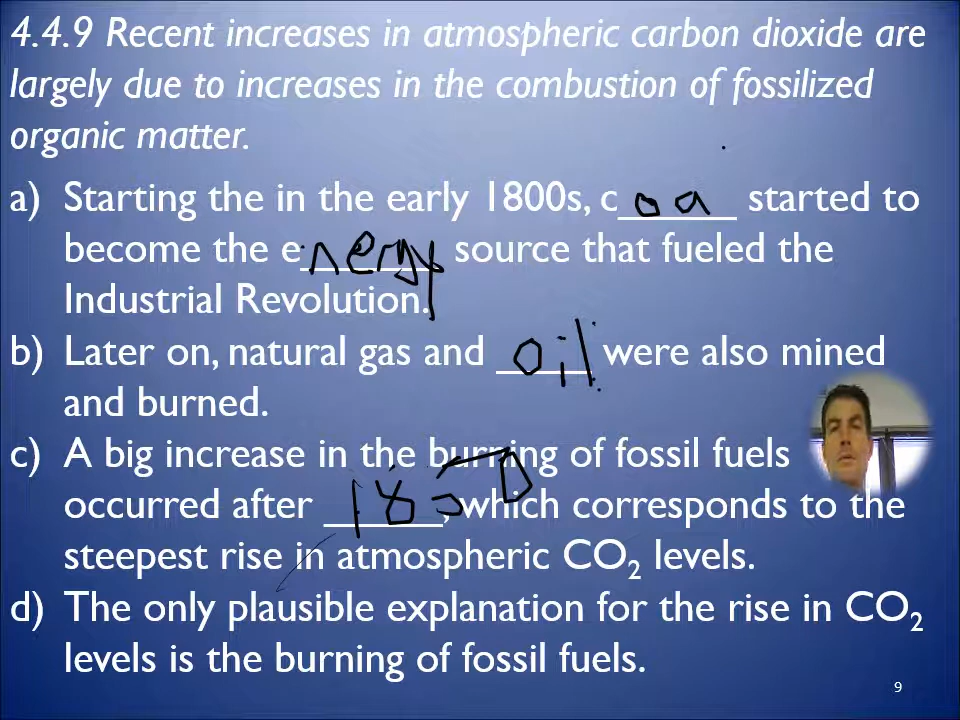 4.4.9 Recent increases in atmospheric carbon dioxide are
largely due to increases in the combustion of fossilized
organic matter.
a) Starting the in the early 1800s, coa started to
become the energy source that fueled the
Industrial Revolution.
b) Later on, natural gas and oil were also mined
and burned.
c) A big increase in the burning of fossil fuels
occurred after 1850, which corresponds to the
steepest rise in atmospheric CO2 levels.
d) The only plausible explanation for the rise in CO2
levels is the burning of fossil fuels.
9